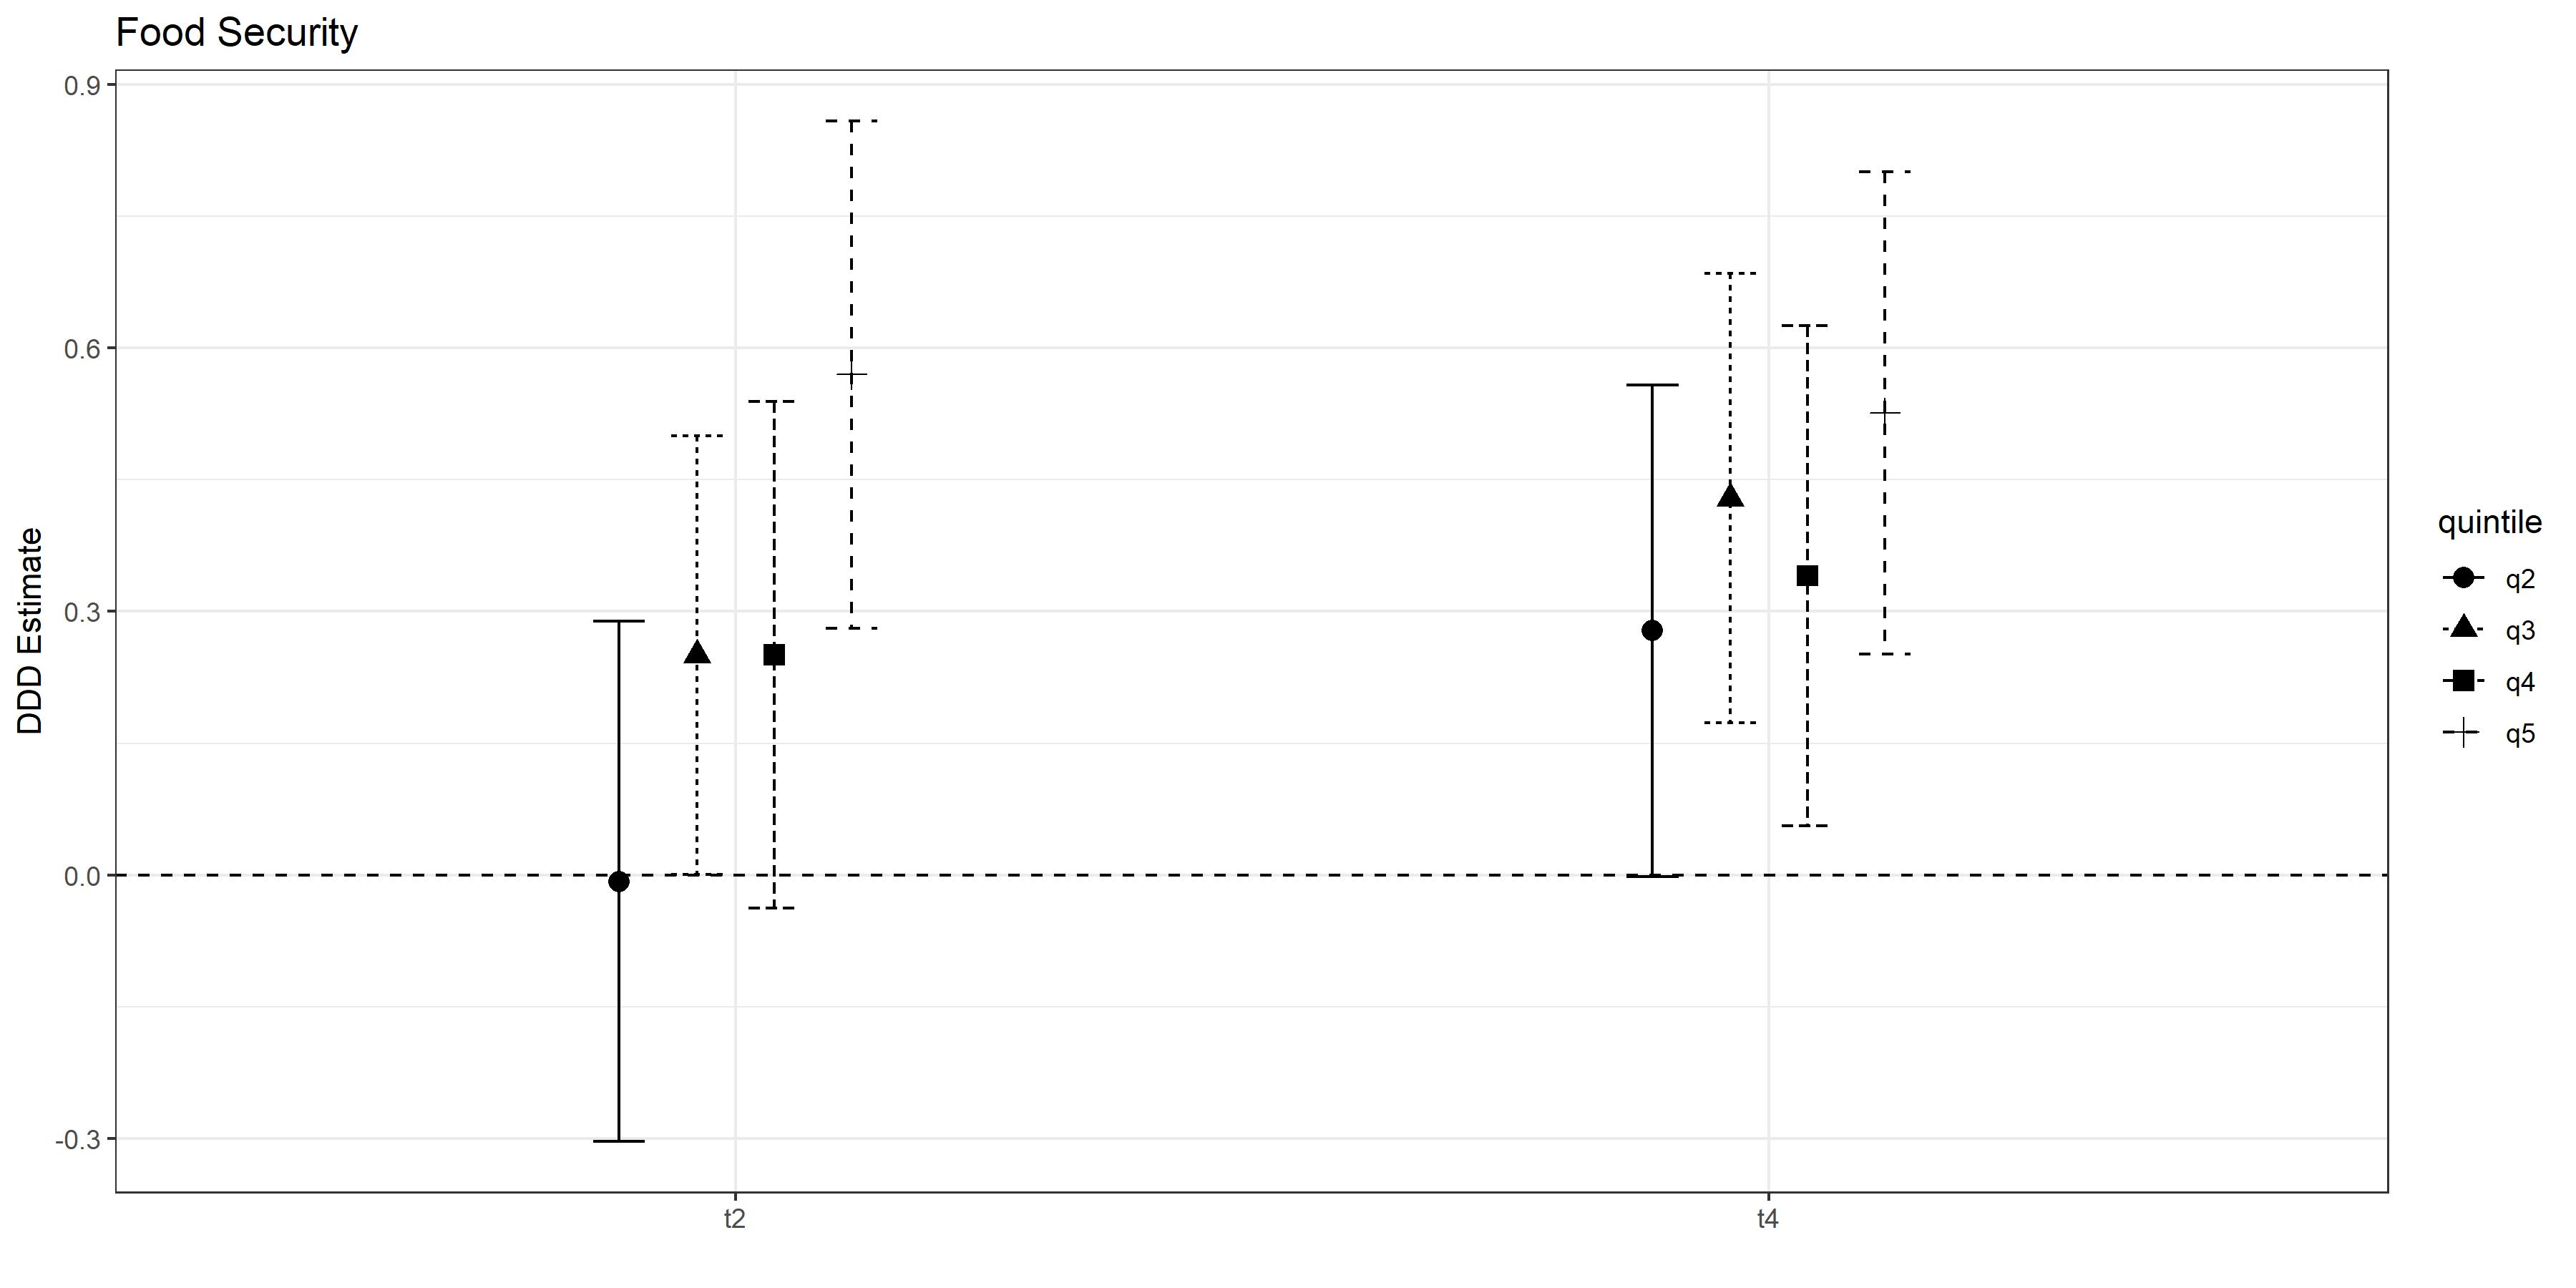 Food Security
0.9
0.6
0.3
0.0
-0.3
DDD Estimate
t2
t4
quintile
q2
q3
q4
q5